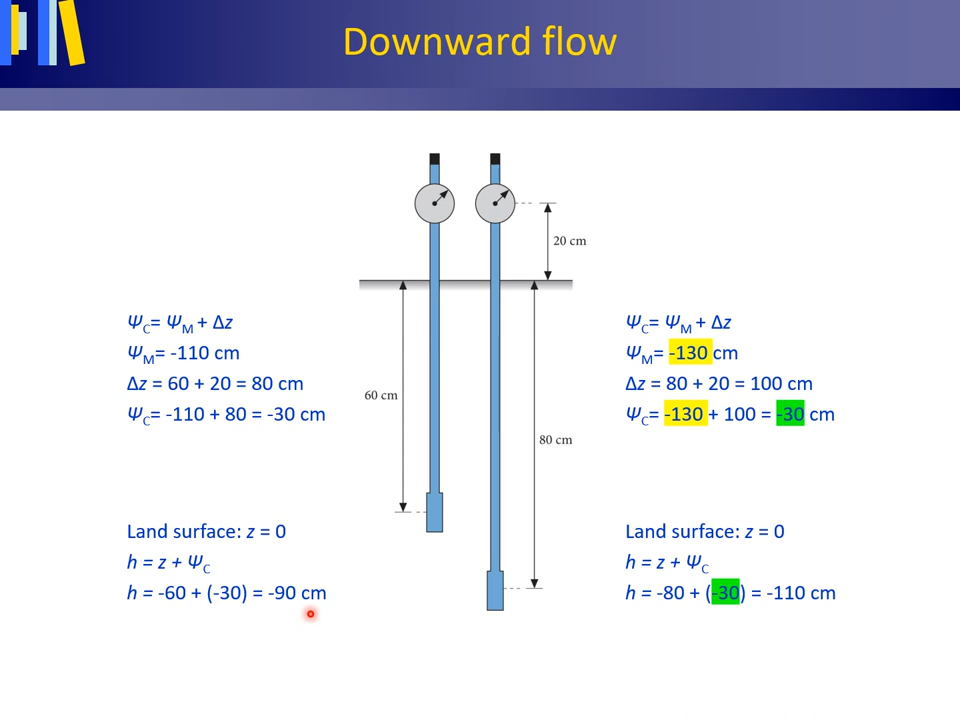 Downward flow
20 cm
60 cm
80 cm
ΨC= ΨM + Δz
ΨM= -110 cm
Δz = 60 + 20 = 80 cm
ΨC= -110 + 80 = -30 cm
Land surface: z = 0
h = z + ΨC
h = -60 + (-30) = -90 cm
ΨC= ΨM + Δz
ΨM= -130 cm
Δz = 80 + 20 = 100 cm
ΨC= -130 + 100 = -30 cm
Land surface: z = 0
h = z + ΨC
h = -80 + (-30) = -110 cm